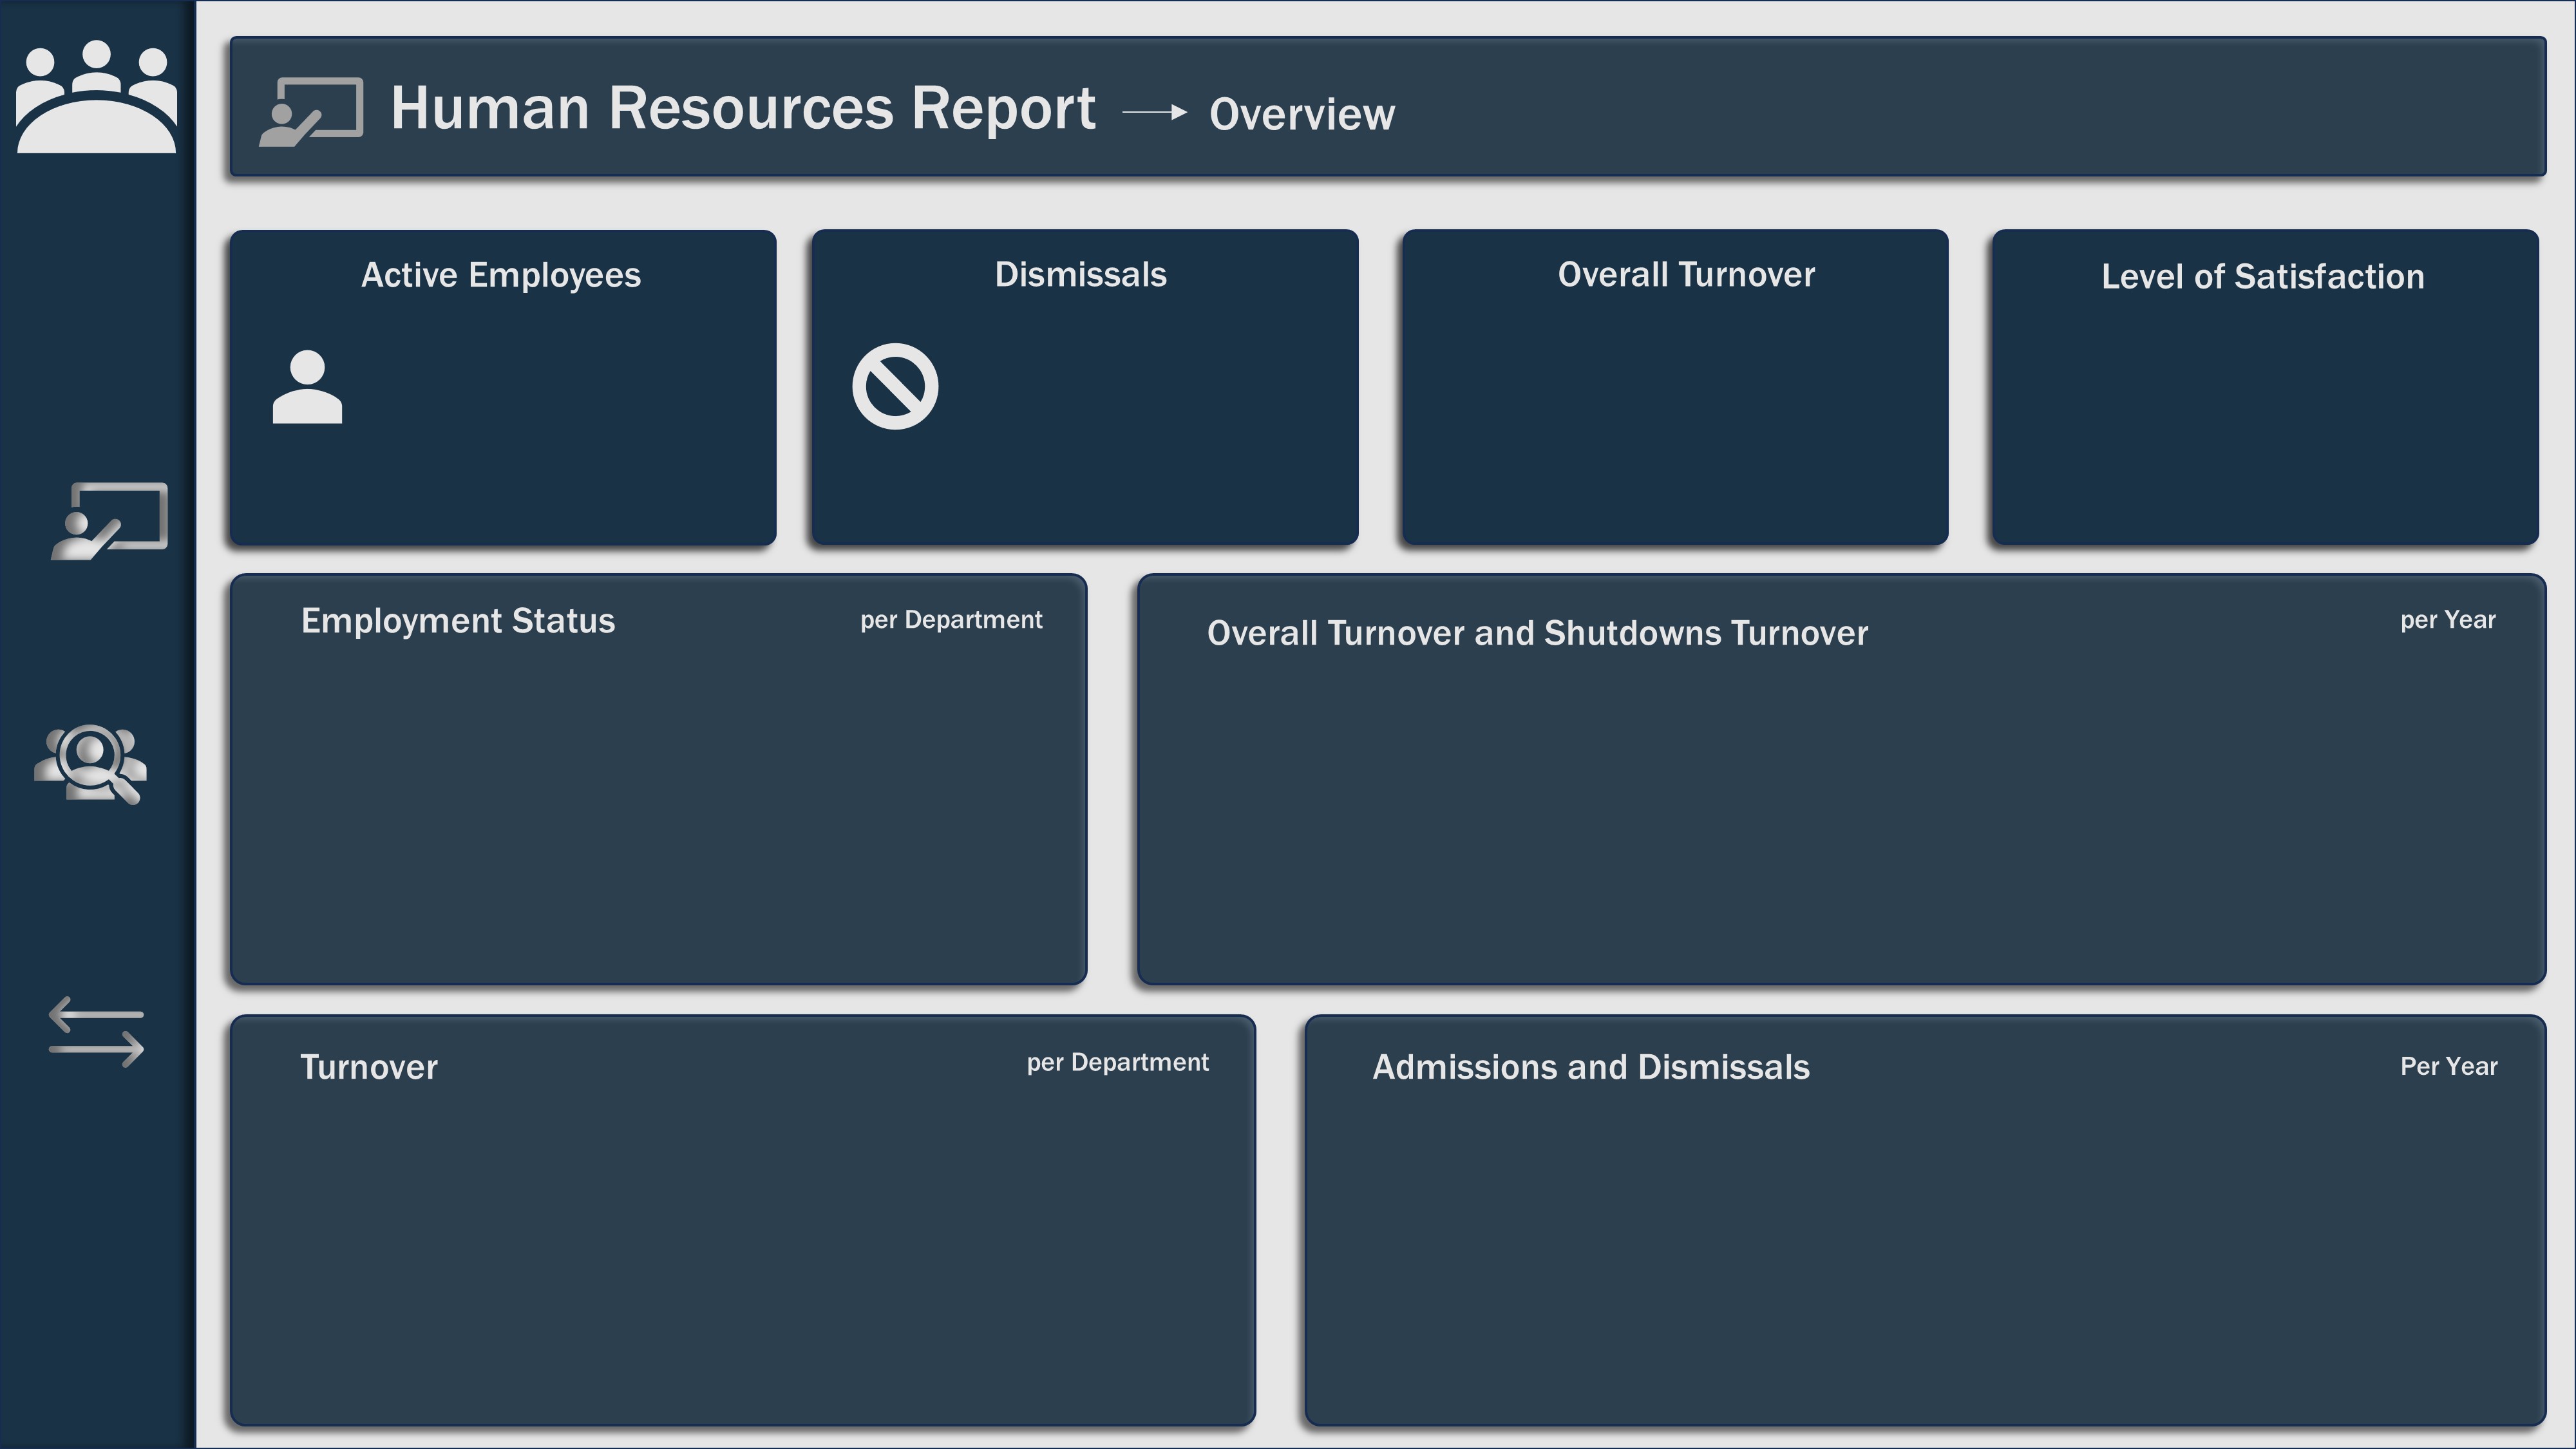 Human Resources Report
Overview
Active Employees
Dismissals
Overall Turnover
Level of Satisfaction
Employment Status
per Department
Overall Turnover and Shutdowns Turnover
per Year
Turnover
per Department
Admissions and Dismissals
Per Year